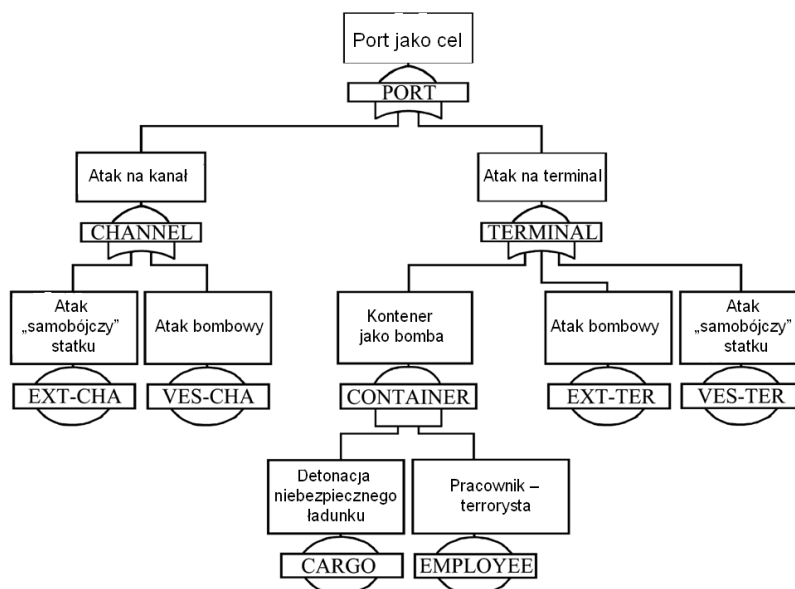 Port jako cel
PORT
Atak na kanał
Atak na terminal
CHANNEL
TERMINAL
Atak
„samobójczy”
statku
Atak bombowy
Kontener
jako bomba
Atak bombowy
Atak
„samobójczy”
statku
EXT-CHA
VES-CHA
CONTAINER
EXT-TER
VES-TER
Detonacja
niebezpiecznego
ładunku
Pracownik –
terrorysta
CARGO
EMPLOYEE